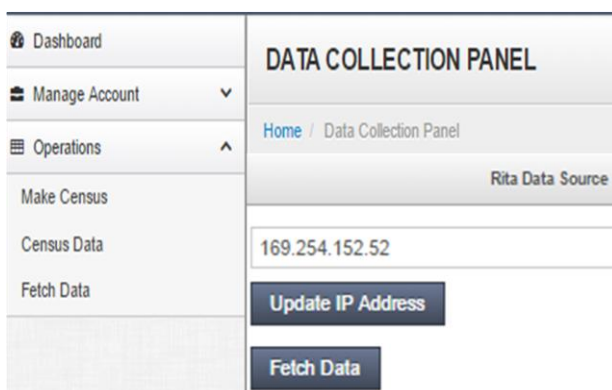 Dashboard
Manage Account
Operations
Make Census
Census Data
Fetch Data
DATA COLLECTION PANEL
Home / Data Collection Panel
Rita Data Source
169.254.152.52
Update IP Address
Fetch Data